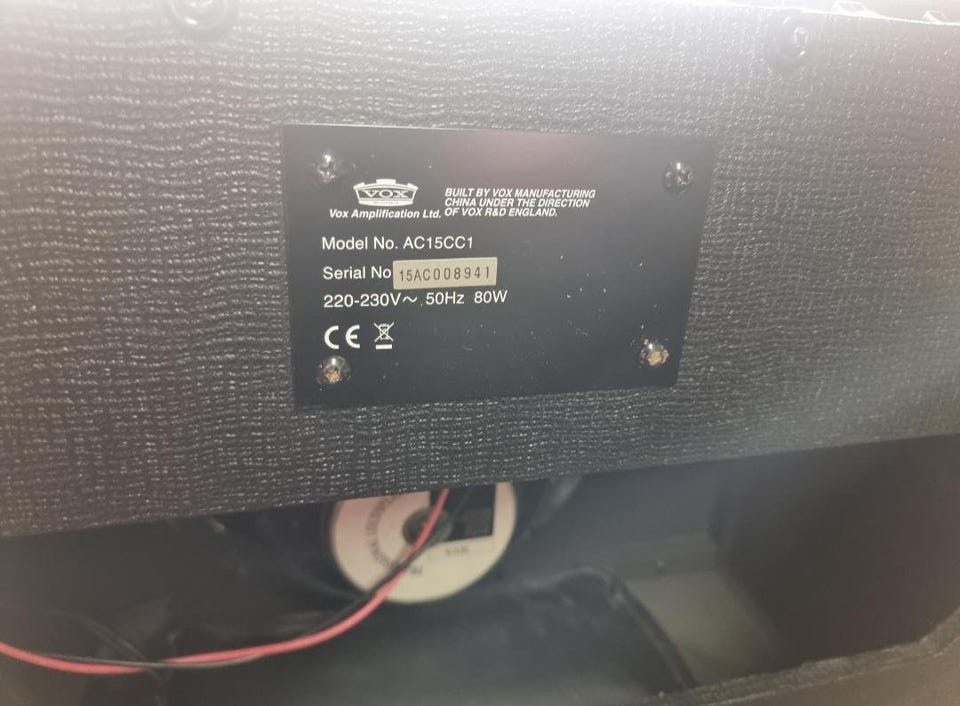 VOX
BUILT BY VOX MANUFACTURING
CHINA UNDER THE DIRECTION
Vox Amplification Ltd. OF VOX R&D ENGLAND.
Model No. AC15CC1
Serial No 15AC008941
220-230V～ 50Hz 80W
CE